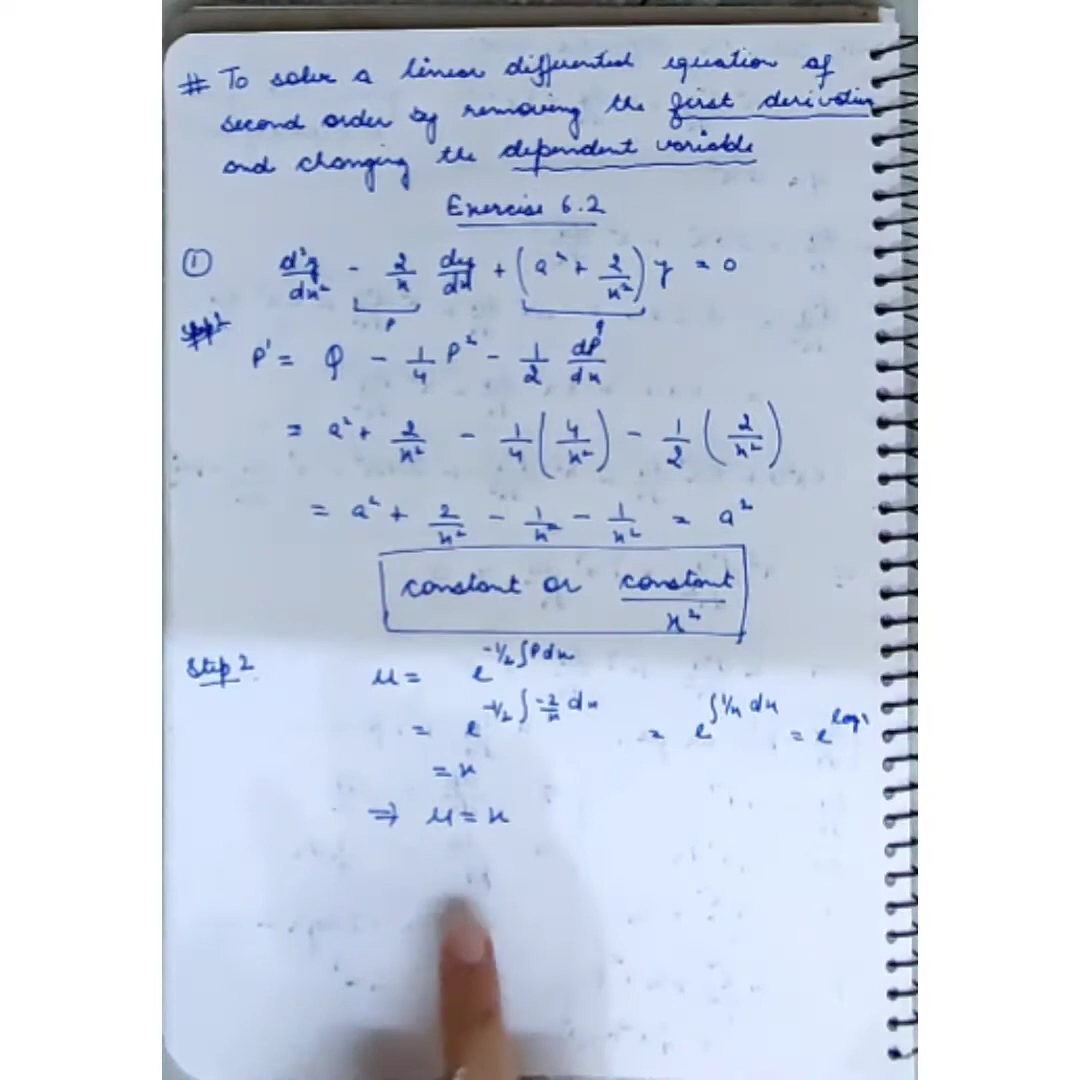 # To solve a linear differential equation of
second order by removing the first derivative
and changing the dependent variable
Exercise 6.2
① d²y/dx² - 2/x dy/dx + (a² + 2/x²) y = 0
P Q
Step 1
P' = Q - 1/4 P² - 1/2 dP/dx
= a² + 2/x² - 1/4 (4/x²) - 1/2 (2/x²)
= a² + 2/x² - 1/x² - 1/x² = a²
constant or constant/x²
Step 2 u = e^{-1/2 ∫P dx}
= e^{-1/2 ∫ -2/x dx} = e^{∫1/x dx} = e^{log
= x
⇒ u = x